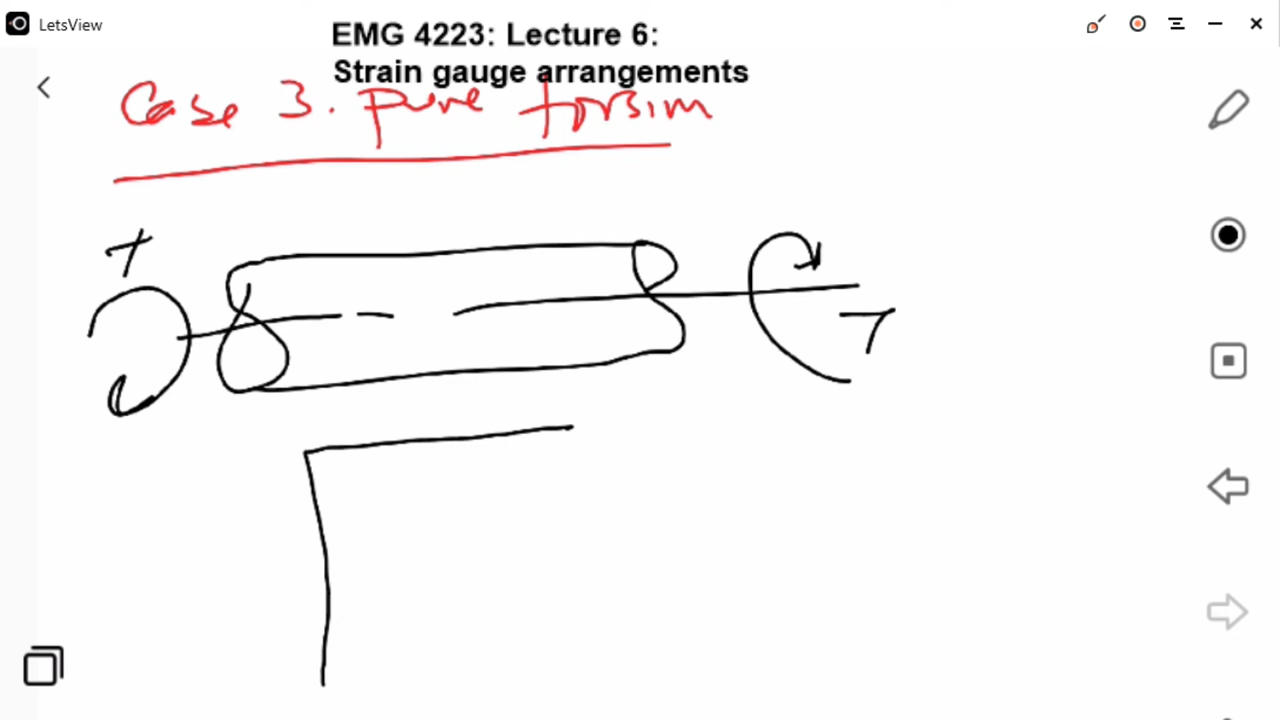 LetsView
EMG 4223: Lecture 6:
Strain gauge arrangements
Case 3. pure torsion
T
T